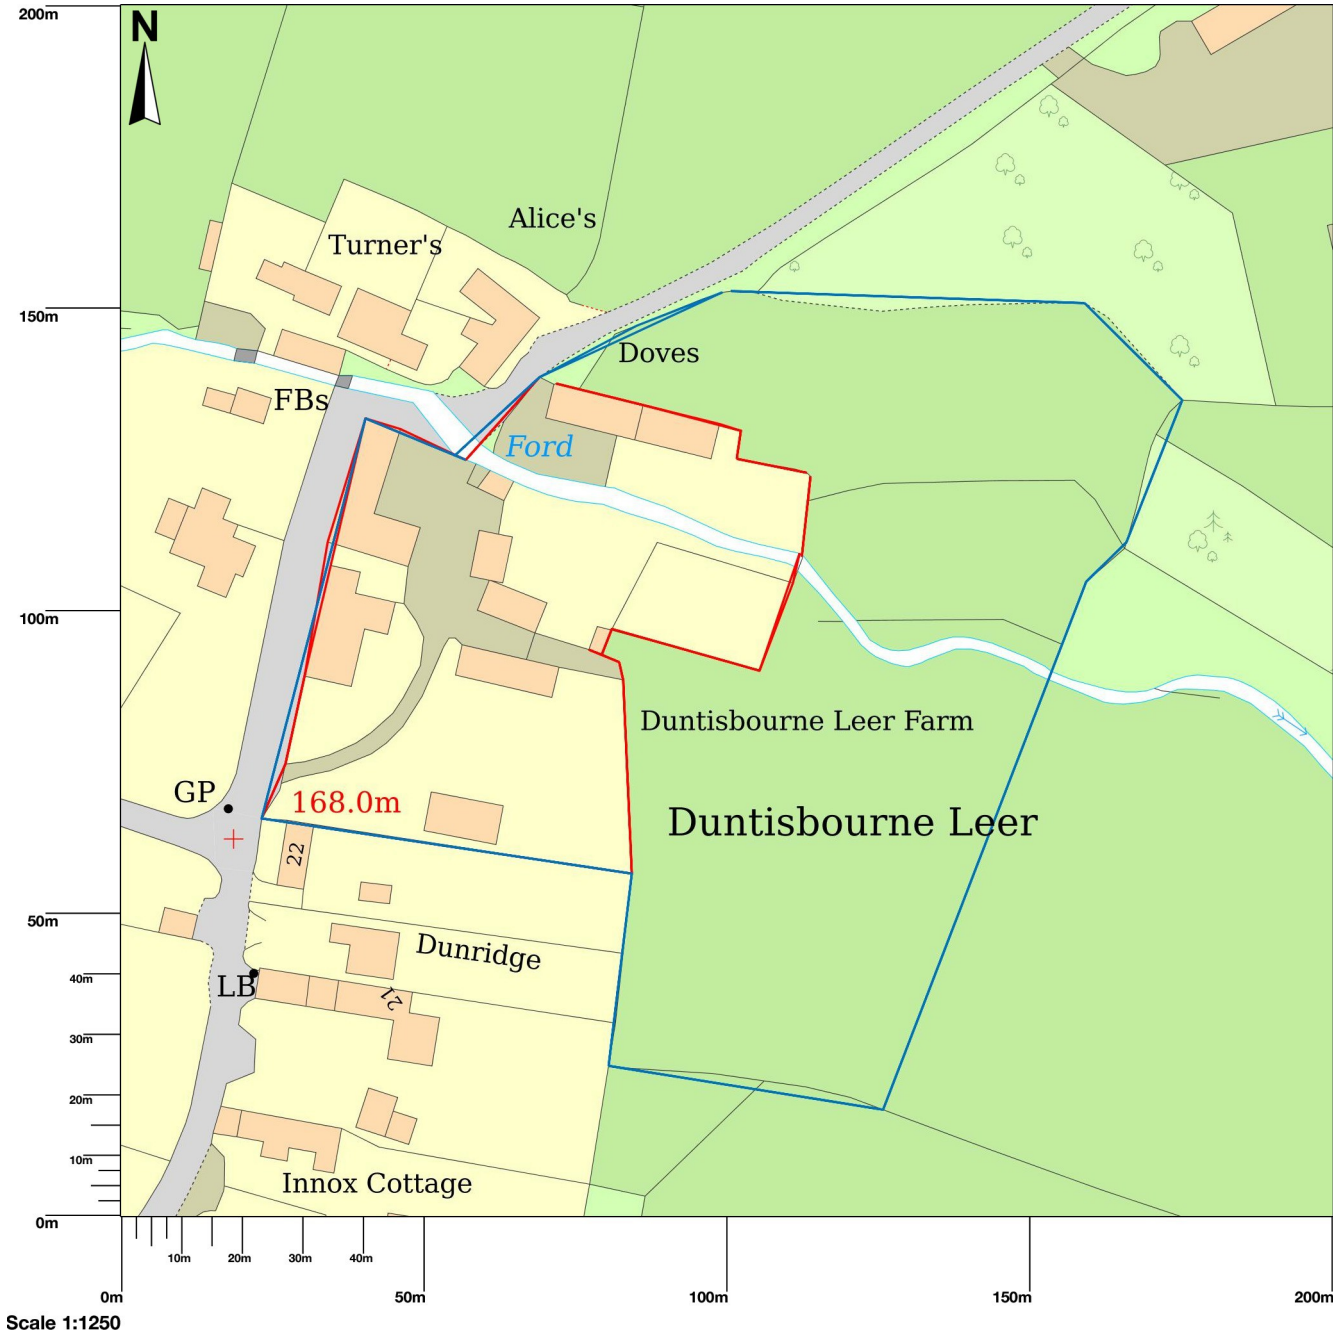 200m
N
Alice's
Turner's
150m
Doves
FBs
Ford
100m
Duntisbourne Leer Farm
GP
168.0m
Duntisbourne Leer
22
50m
Dunridge
40m
LB
21
30m
20m
10m
Innox Cottage
0m
10m 20m 30m 40m
0m 50m 100m 150m 200m
Scale 1:1250